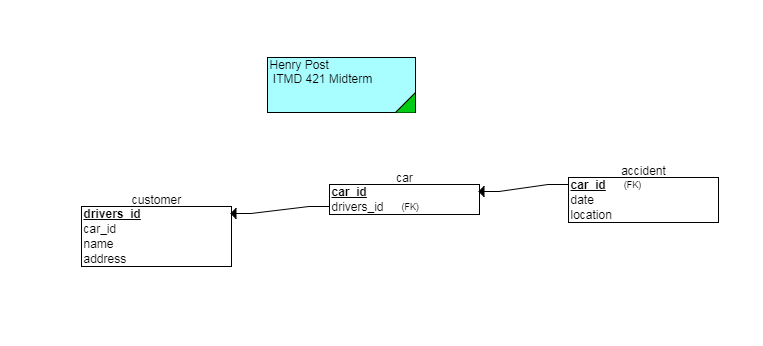 Henry Post
ITMD 421 Midterm
customer
drivers_id
car_id
name
address
car
car_id
drivers_id (FK)
accident
car_id (FK)
date
location